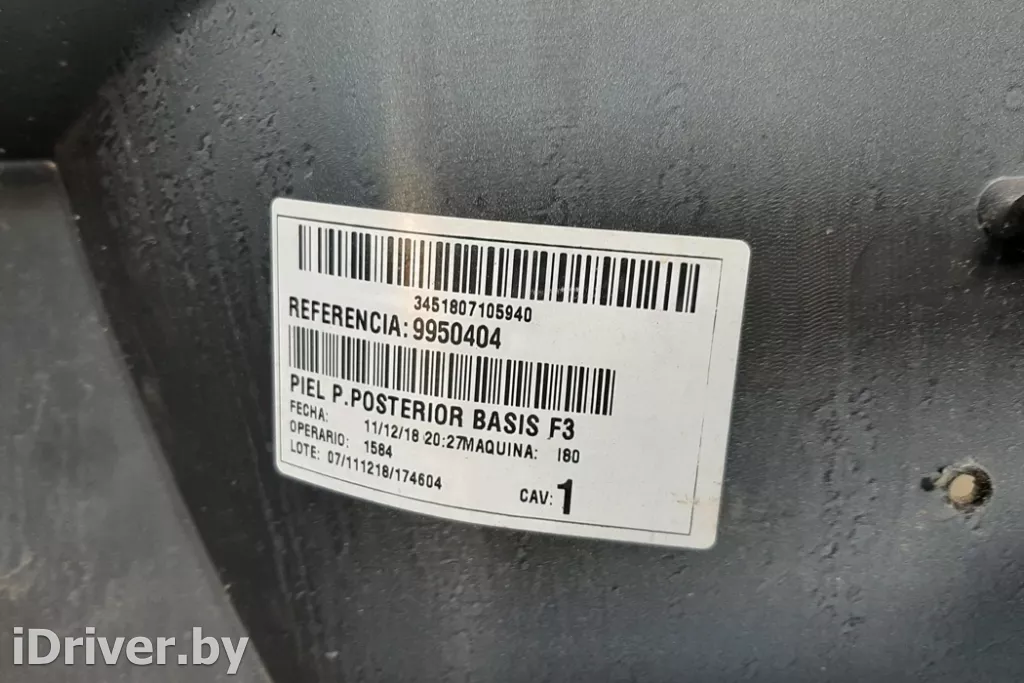 3451807105940
REFERENCIA: 9950404
PIEL P.POSTERIOR BASIS F3
FECHA: 11/12/18 20:27 MAQUINA: I80
OPERARIO: 1584
LOTE: 07/111218/174604
CAV: 1
iDriver.by